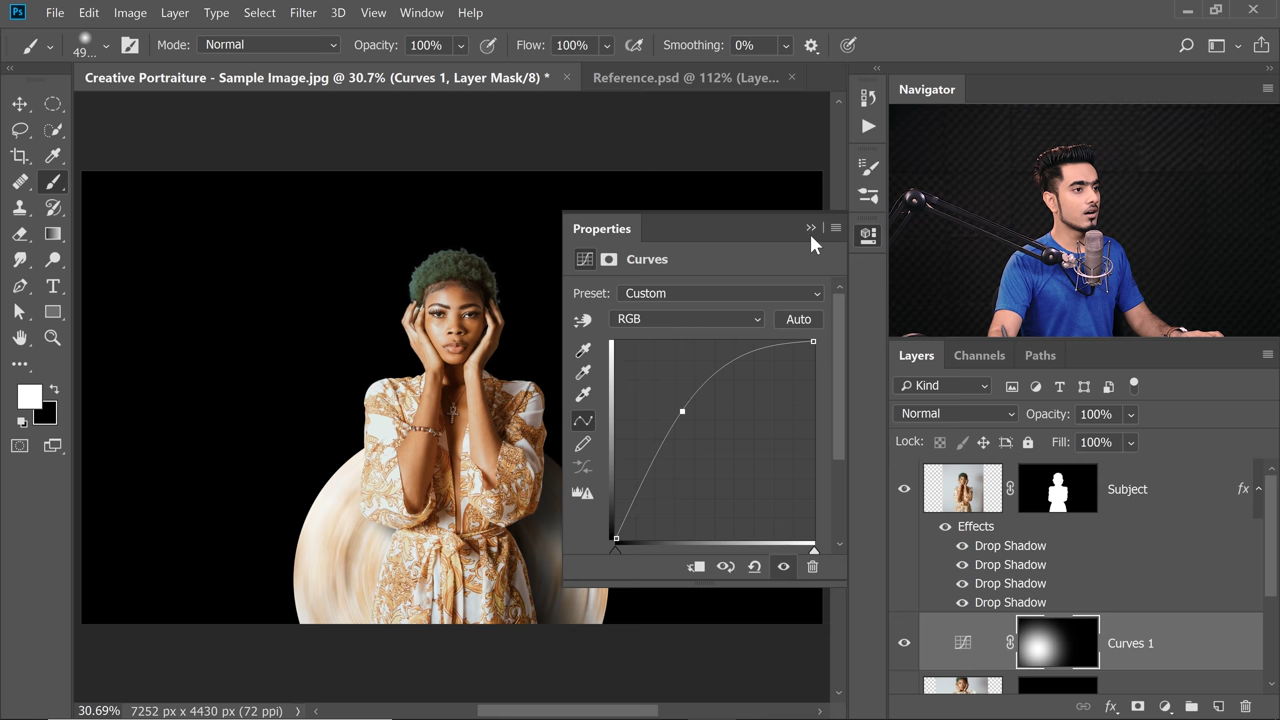 Ps File Edit Image Layer Type Select Filter 3D View Window Help
49... Mode: Normal Opacity: 100% Flow: 100% Smoothing: 0%
Creative Portraiture - Sample Image.jpg @ 30.7% (Curves 1, Layer Mask/8) * × Reference.psd @ 112% (Laye... ×
Navigator
Properties
Curves
Preset: Custom
RGB Auto
Layers Channels Paths
Kind
Normal Opacity: 100%
Lock: Fill: 100%
Subject fx
Effects
Drop Shadow
Drop Shadow
Drop Shadow
Drop Shadow
Curves 1
30.69% 7252 px x 4430 px (72 ppi)
fx